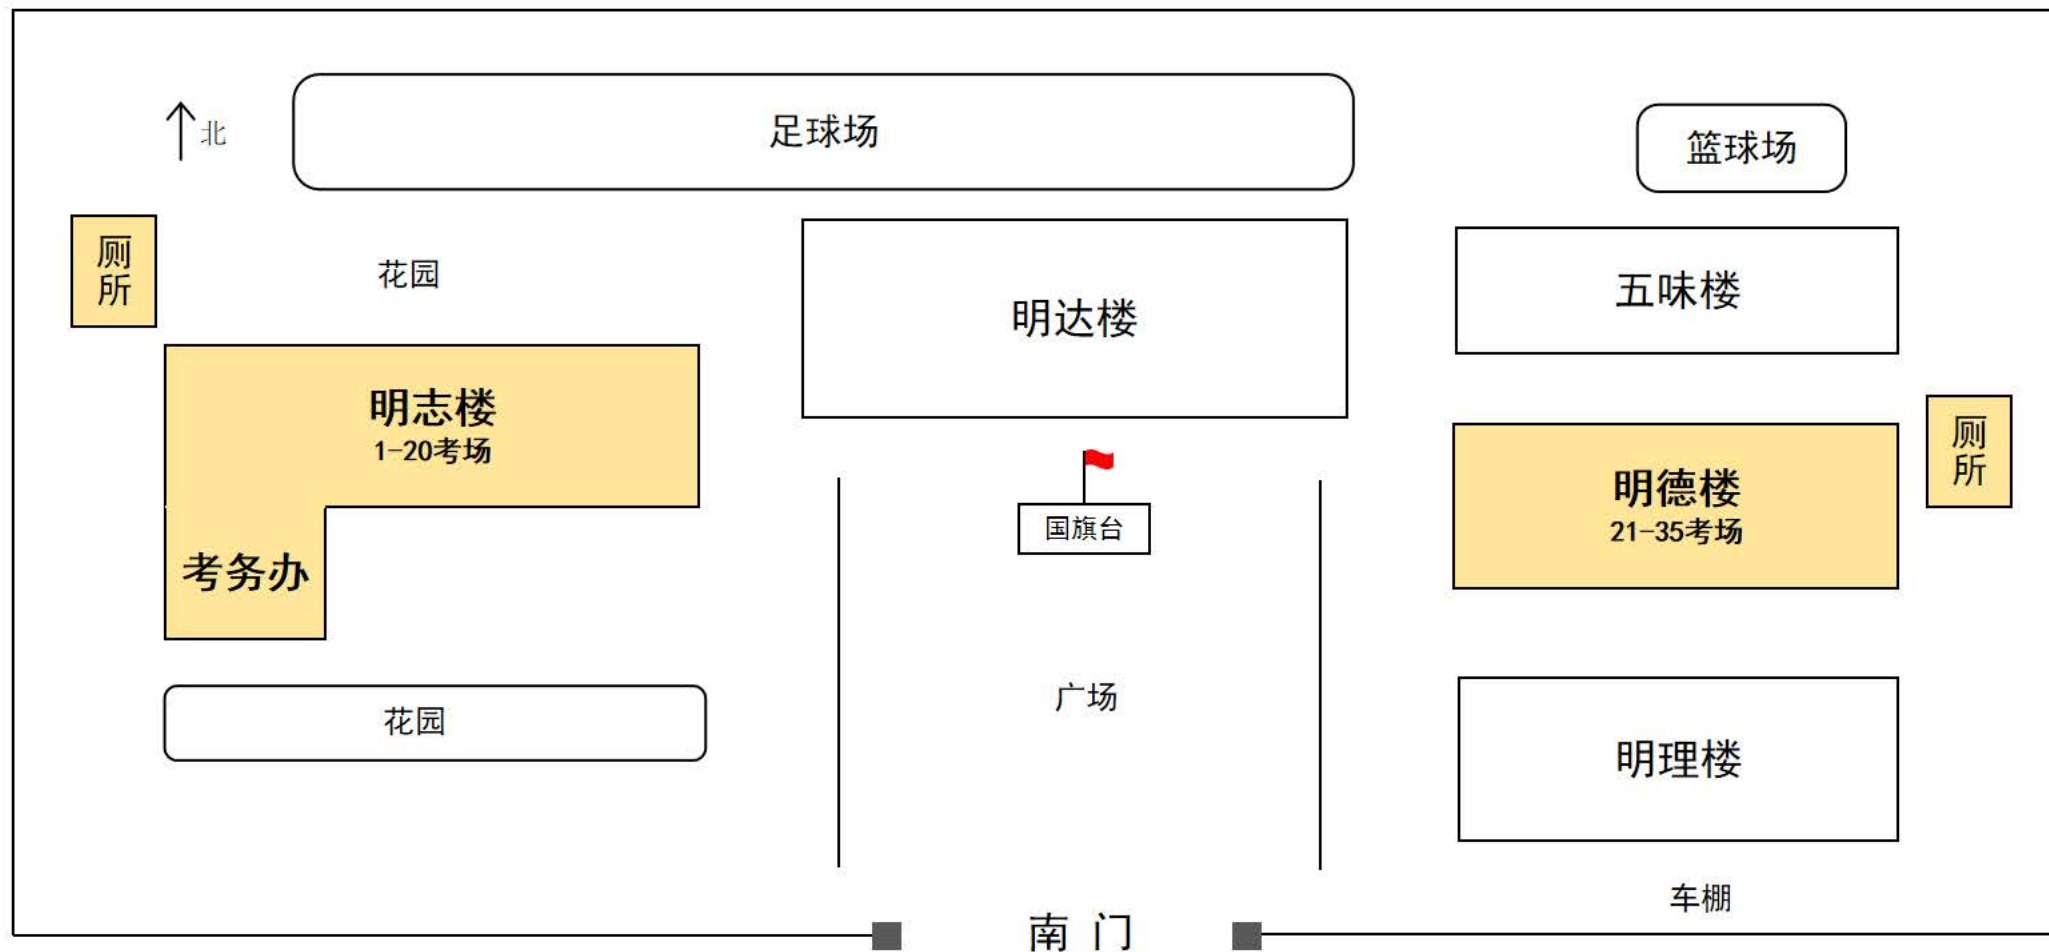 足球场
篮球场
北
厕所
花园
明达楼
五味楼
明志楼
1-20考场
厕所
明德楼
21-35考场
国旗台
考务办
广场
花园
明理楼
车棚
南 门